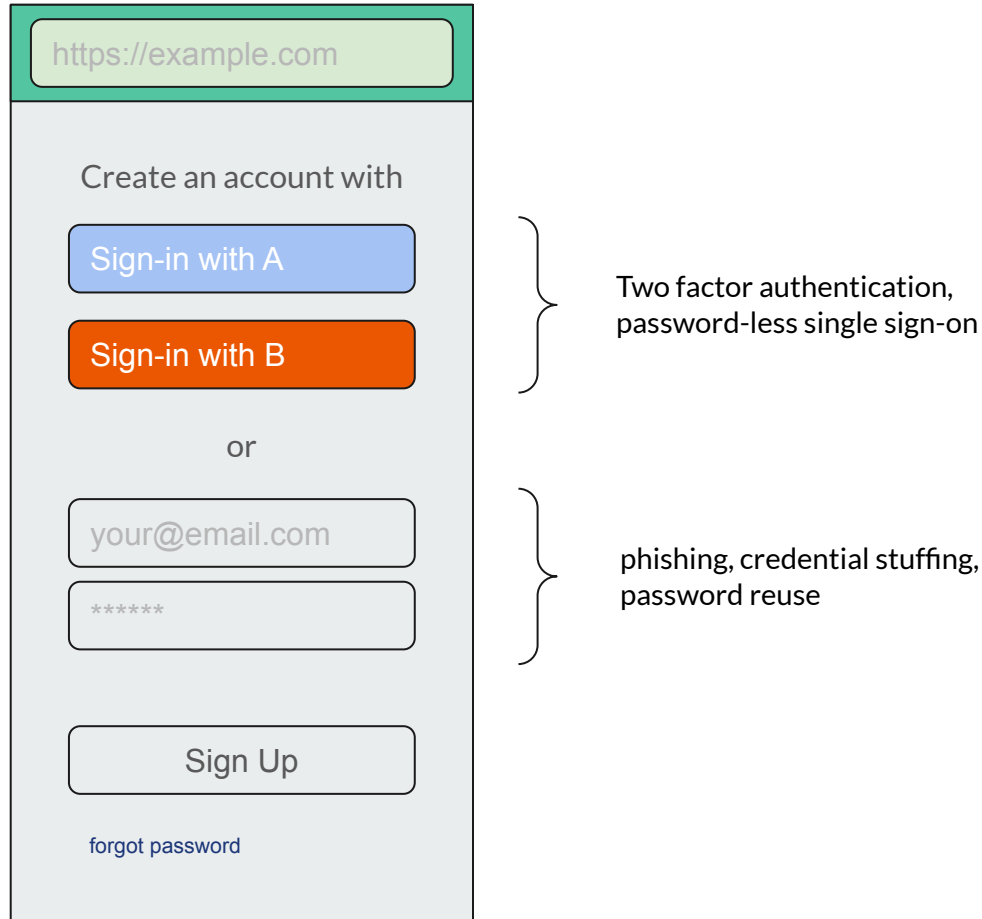 https://example.com
Create an account with
Sign-in with A
Sign-in with B
Two factor authentication,
password-less single sign-on
or
your@email.com
******
phishing, credential stuffing,
password reuse
Sign Up
forgot password